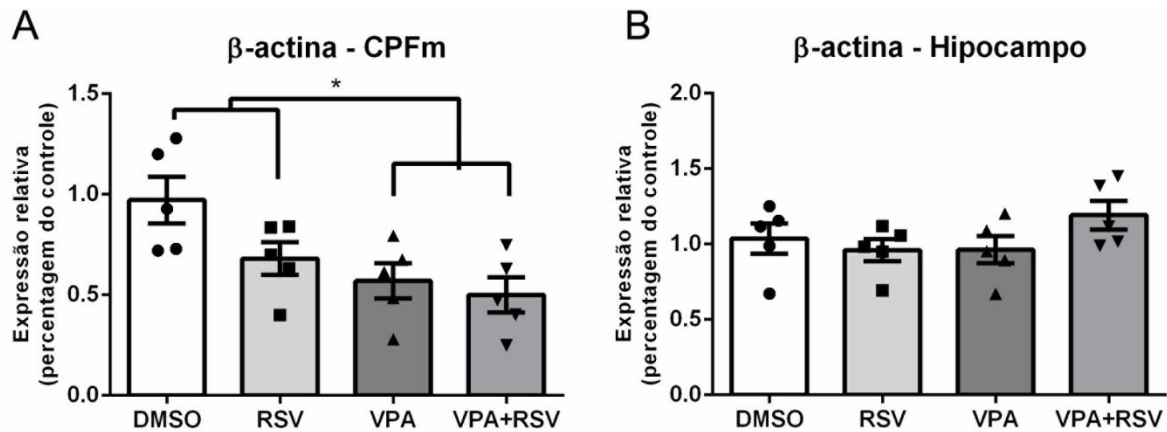 A
β-actina - CPFm
Expressão relativa
(percentagem do controle)
1.5
1.0
0.5
0.0
*
DMSO
RSV
VPA
VPA+RSV
B
β-actina - Hipocampo
Expressão relativa
(percentagem do controle)
2.0
1.5
1.0
0.5
0.0
DMSO
RSV
VPA
VPA+RSV